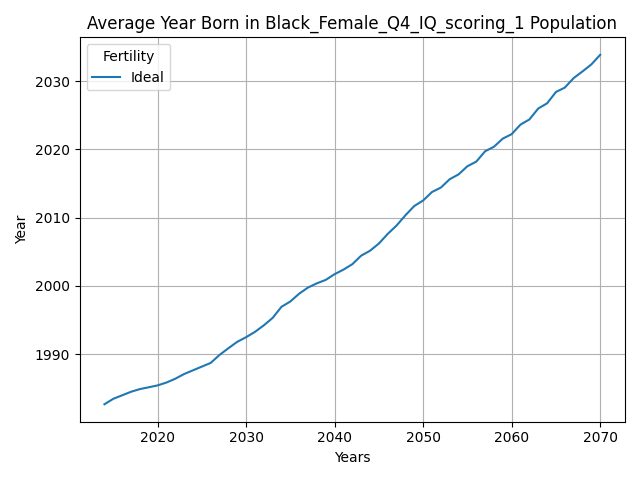 Average Year Born in Black_Female_Q4_IQ_scoring_1 Population
Fertility
Ideal
2030
2020
2010
2000
1990
Year
2020 2030 2040 2050 2060 2070
Years